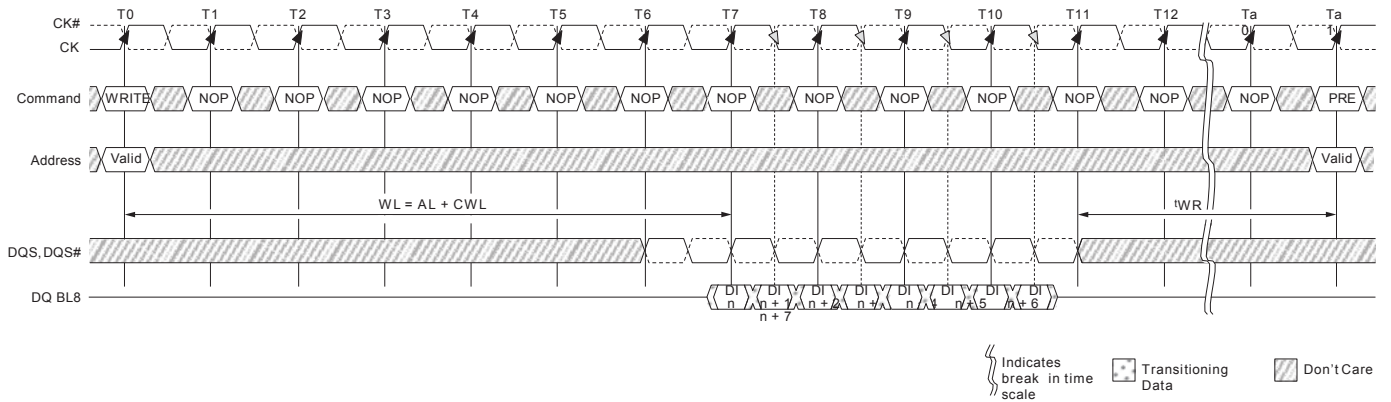 T0 T1 T2 T3 T4 T5 T6 T7 T8 T9 T10 T11 T12 Ta 0 Ta 1
CK#
CK
Command WRITE NOP NOP NOP NOP NOP NOP NOP NOP NOP NOP NOP NOP NOP PRE
Address Valid Valid
WL = AL + CWL tWR
DQS, DQS#
DQ BL8 DI DI DI DI DI DI DI DI
n n + 1 n + 2 n + n 4 n + 5 n + 6
n + 7
Indicates
break in time
scale
Transitioning
Data
Don't Care